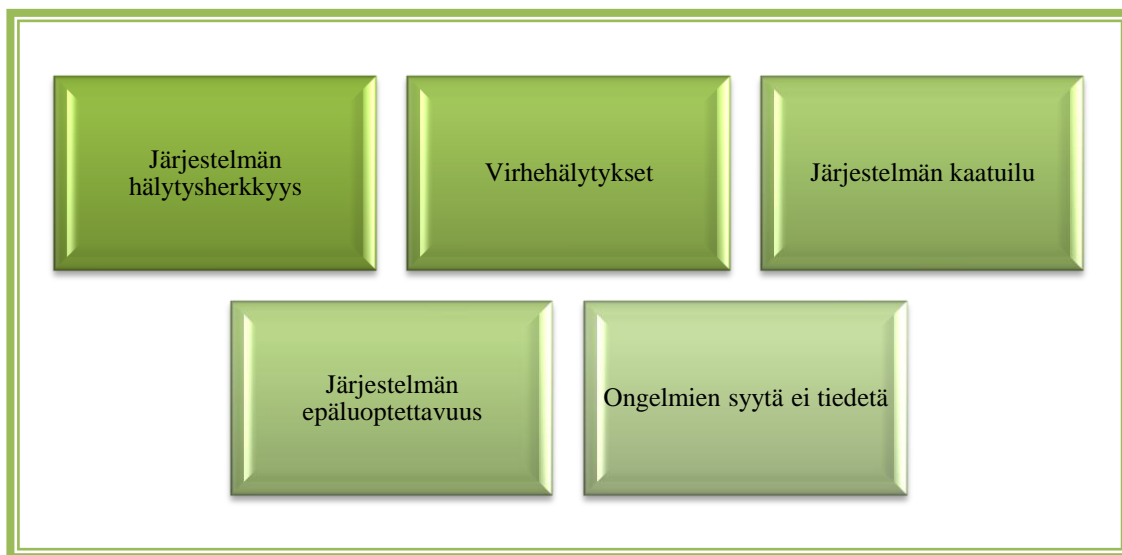 Järjestelmän
hälytysherkkyys
Virhehälytykset
Järjestelmän kaatuilu
Järjestelmän
epäluoptettavuus
Ongelmien syytä ei tiedetä